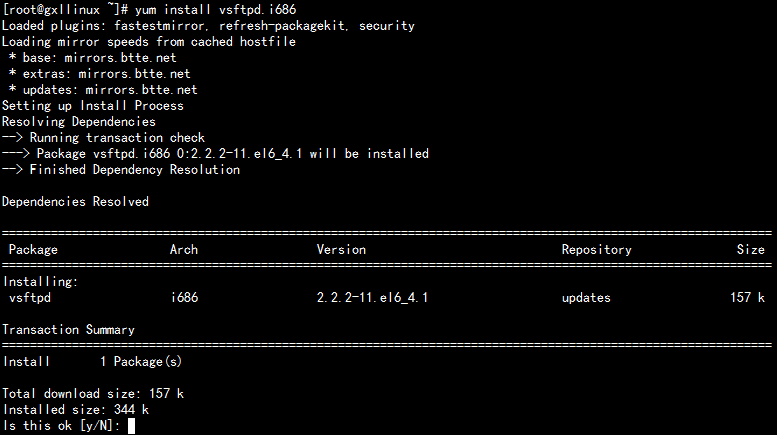 [root@gxllinux ~]# yum install vsftpd.i686
Loaded plugins: fastestmirror, refresh-packagekit, security
Loading mirror speeds from cached hostfile
 * base: mirrors.btte.net
 * extras: mirrors.btte.net
 * updates: mirrors.btte.net
Setting up Install Process
Resolving Dependencies
--> Running transaction check
---> Package vsftpd.i686 0:2.2.2-11.el6_4.1 will be installed
--> Finished Dependency Resolution

Dependencies Resolved

================================================================================
 Package Arch Version Repository Size
================================================================================
Installing:
 vsftpd i686 2.2.2-11.el6_4.1 updates 157 k

Transaction Summary
================================================================================
Install 1 Package(s)

Total download size: 157 k
Installed size: 344 k
Is this ok [y/N]: